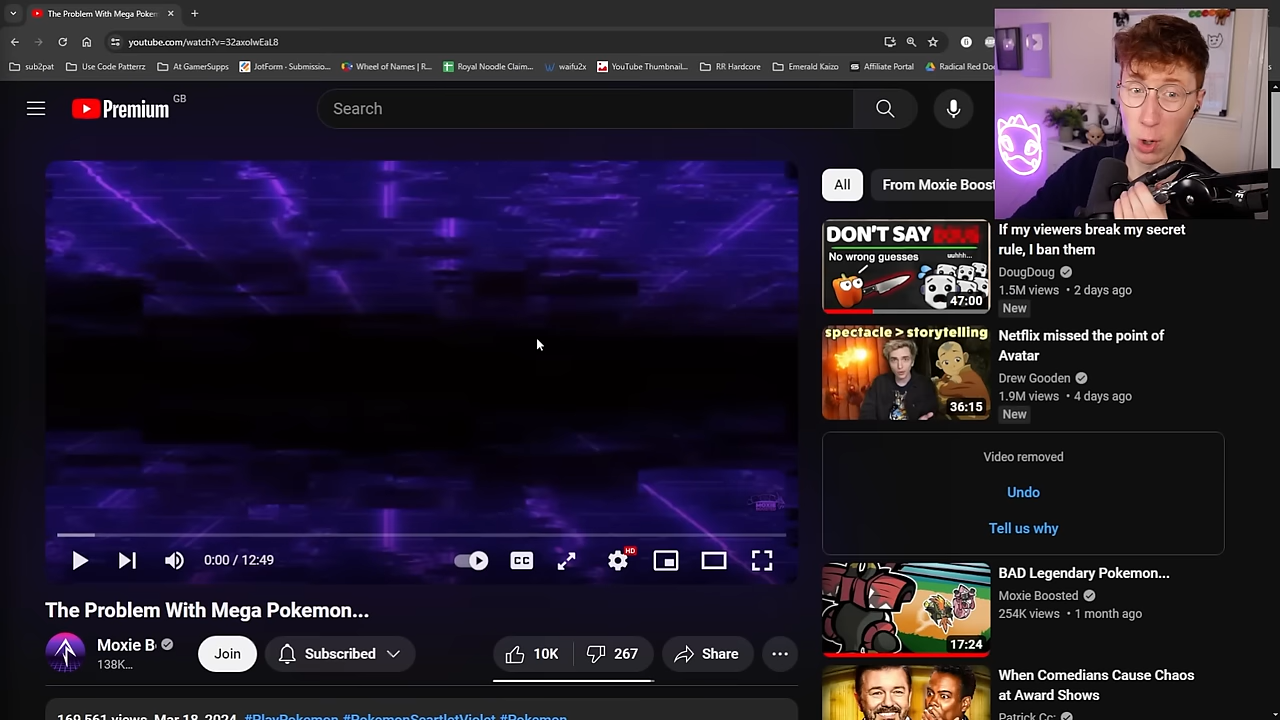 The Problem With Mega Pokem
youtube.com/watch?v=32axolwEaL8
sub2pat
Use Code Patterrz
At GamerSupps
JotForm - Submissio...
Wheel of Names | R...
Royal Noodle Claim...
waifu2x
YouTube Thumbnail...
RR Hardcore
Emerald Kaizo
Affiliate Portal
Radical Red Doc
Premium GB
Search
All
From Moxie Boost
DON'T SAY
No wrong guesses
uuhhh...
47:00
If my viewers break my secret
rule, I ban them
DougDoug
1.5M views • 2 days ago
New
spectacle > storytelling
36:15
Netflix missed the point of
Avatar
Drew Gooden
1.9M views • 4 days ago
New
Video removed
Undo
Tell us why
17:24
BAD Legendary Pokemon...
Moxie Boosted
254K views • 1 month ago
When Comedians Cause Chaos
at Award Shows
Patrick Cc:
0:00 / 12:49
CC
HD
The Problem With Mega Pokemon...
Moxie B
138K...
Join
Subscribed
10K
267
Share
169,561 views Mar 18, 2024 #PlayPokemon #PokemonScarletViolet #Pokemon